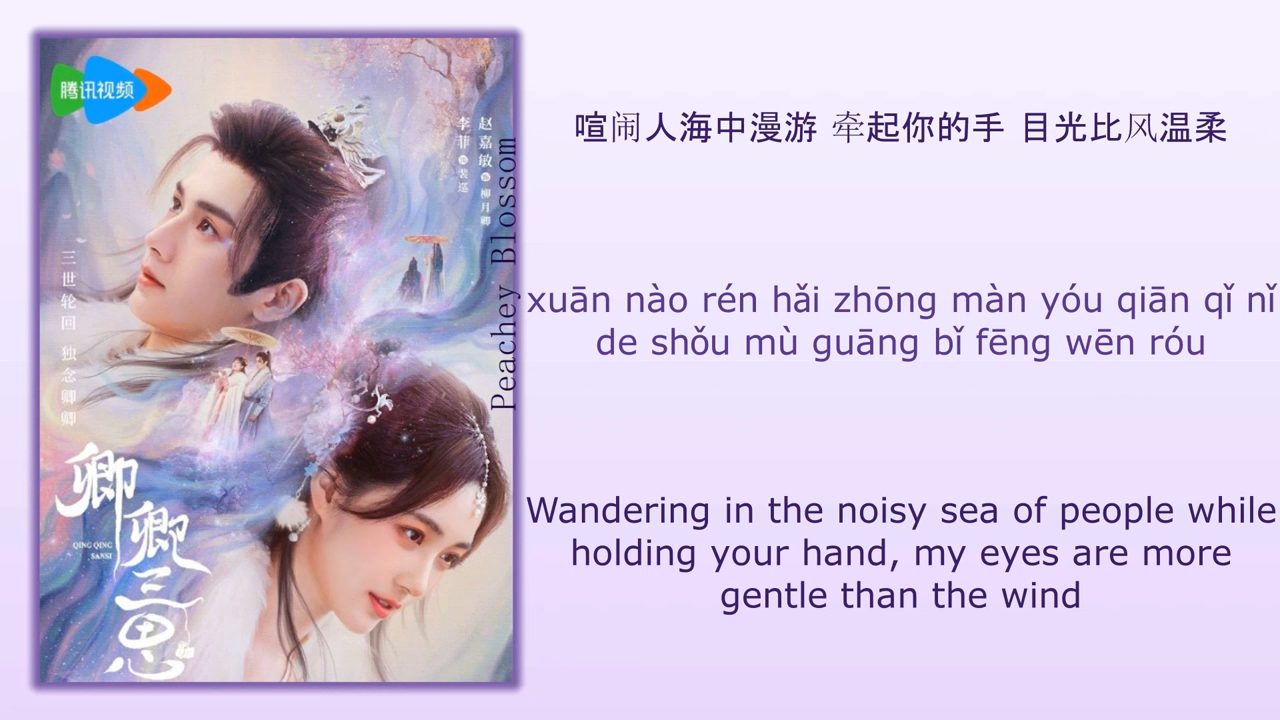 腾讯视频
赵嘉敏 饰 柳月卿
李菲 饰 裴巡
三世轮回 独念卿卿
卿卿三思
QING QING
SANSI
Peachey Blossom
喧闹人海中漫游 牵起你的手 目光比风温柔
xuān nào rén hǎi zhōng màn yóu qiān qǐ nǐ
de shǒu mù guāng bǐ fēng wēn róu
Wandering in the noisy sea of people while
holding your hand, my eyes are more
gentle than the wind